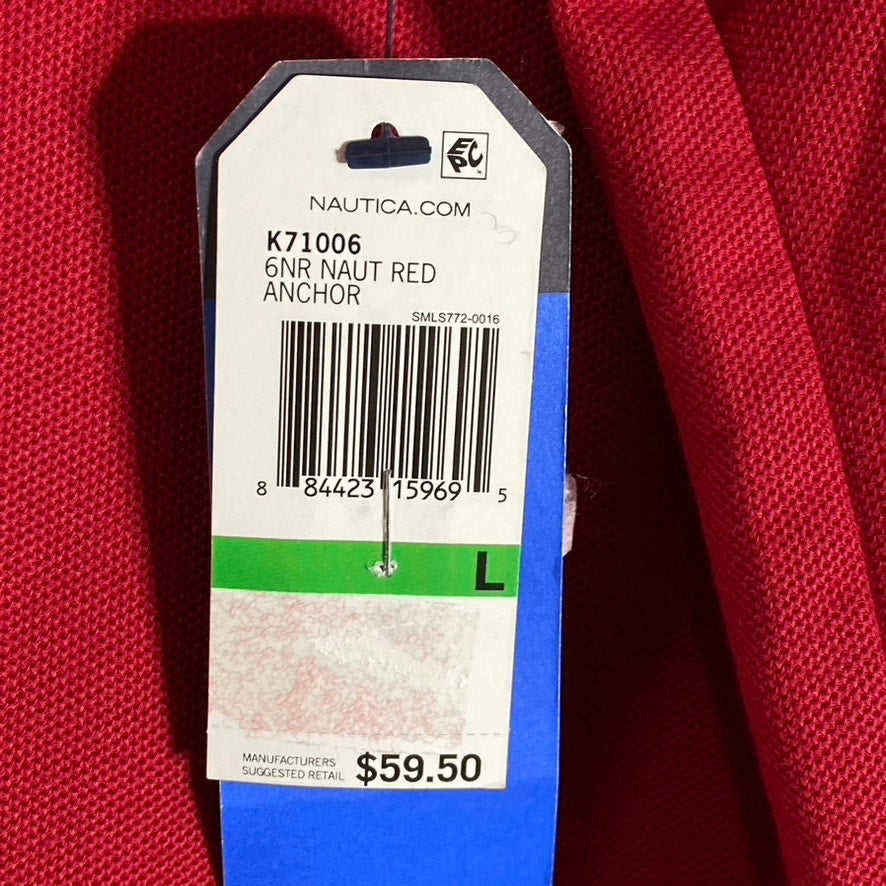 EPC
NAUTICA.COM
K71006
6NR NAUT RED
ANCHOR
SMLS772-0016
8 84423 15969 5
L
MANUFACTURERS
SUGGESTED RETAIL $59.50